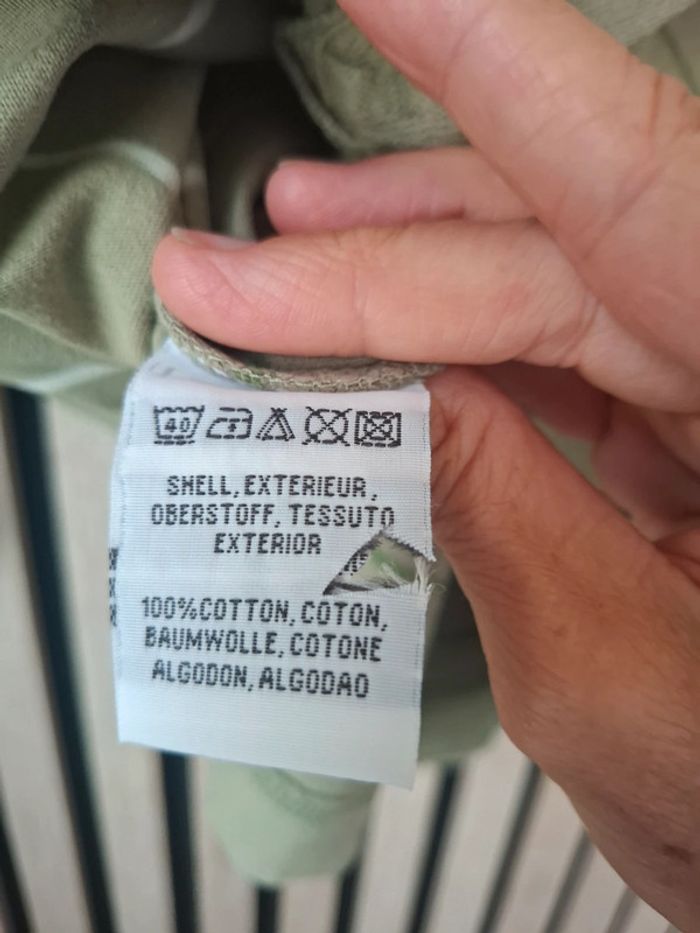 40
SHELL, EXTERIEUR,
OBERSTOFF, TESSUTO
EXTERIOR
100%COTTON, COTON,
BAUMWOLLE, COTONE
ALGODON, ALGODAO